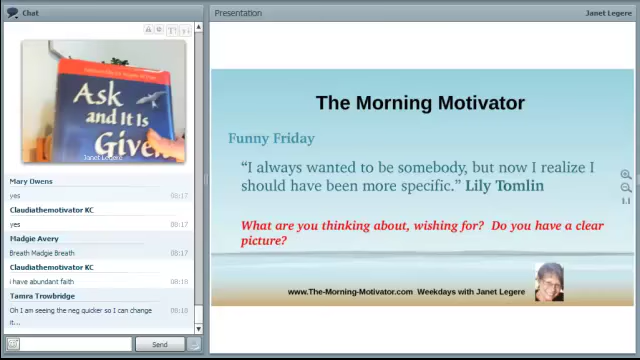 Chat
Presentation
Janet Legere
Ask
and It Is
Given
Janet Legere
Mary Owens
yes 08:17
Claudiathemotivator KC
yes 08:17
Madgie Avery
Breath Madgie Breath 08:17
Claudiathemotivator KC
i have abundant faith 08:18
Tamra Trowbridge
Oh I am seeing the neg quicker so I can change 08:18
it...
Send
The Morning Motivator
Funny Friday
“I always wanted to be somebody, but now I realize I
should have been more specific.” Lily Tomlin
What are you thinking about, wishing for? Do you have a clear
picture?
www.The-Morning-Motivator.com Weekdays with Janet Legere
1:1